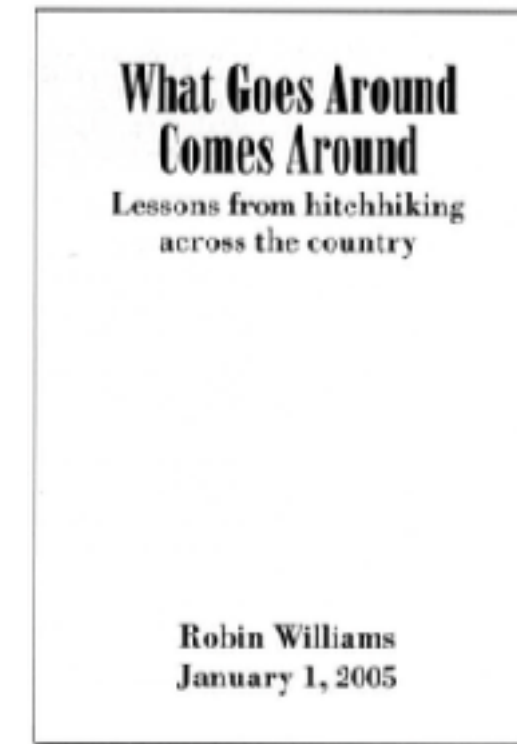 What Goes Around
Comes Around
Lessons from hitchhiking
across the country
Robin Williams
January 1, 2005